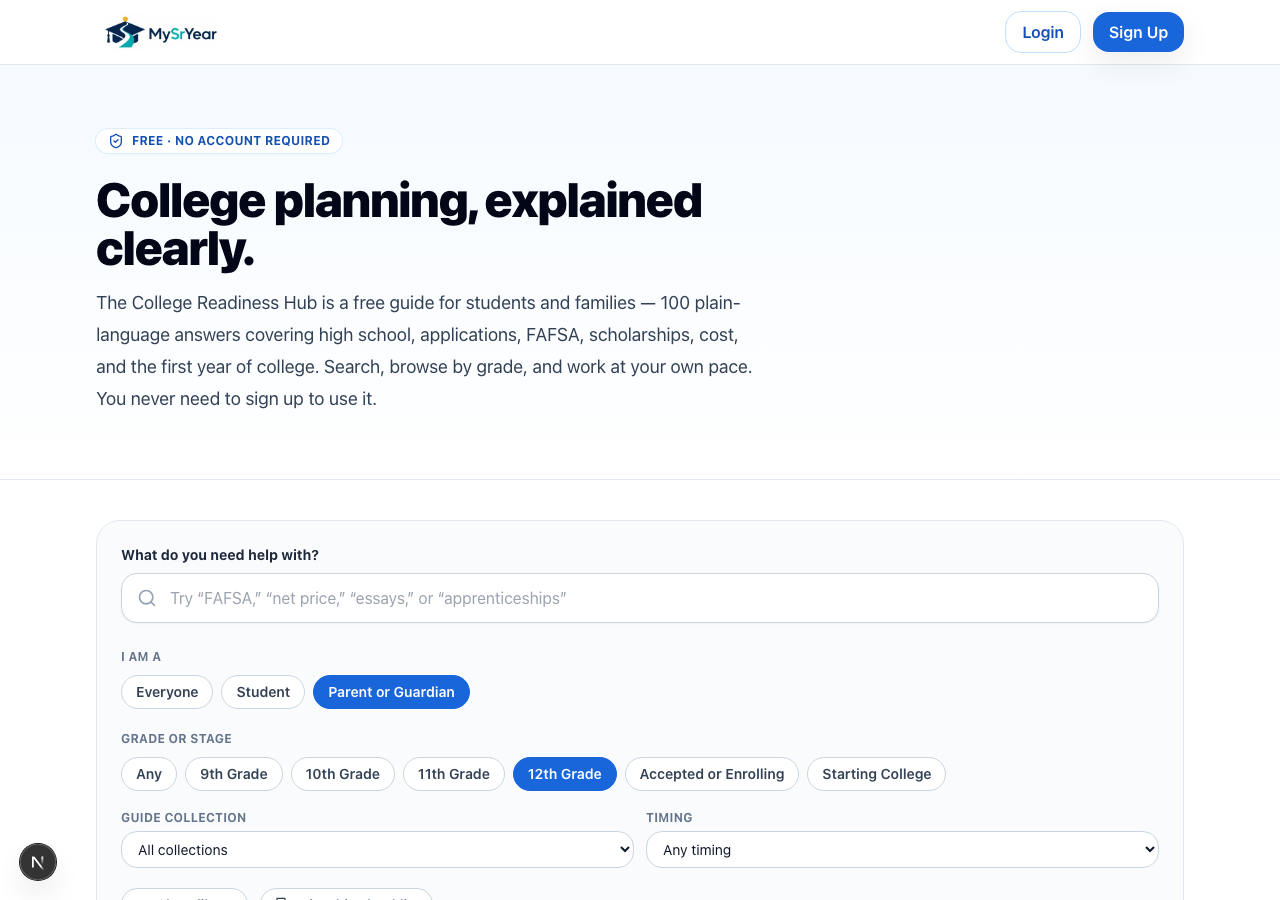 MySrYear
Login
Sign Up
FREE · NO ACCOUNT REQUIRED
College planning, explained
clearly.
The College Readiness Hub is a free guide for students and families — 100 plain-
language answers covering high school, applications, FAFSA, scholarships, cost,
and the first year of college. Search, browse by grade, and work at your own pace.
You never need to sign up to use it.
What do you need help with?
Try “FAFSA,” “net price,” “essays,” or “apprenticeships”
I AM A
Everyone
Student
Parent or Guardian
GRADE OR STAGE
Any
9th Grade
10th Grade
11th Grade
12th Grade
Accepted or Enrolling
Starting College
GUIDE COLLECTION
TIMING
All collections
Any timing
N